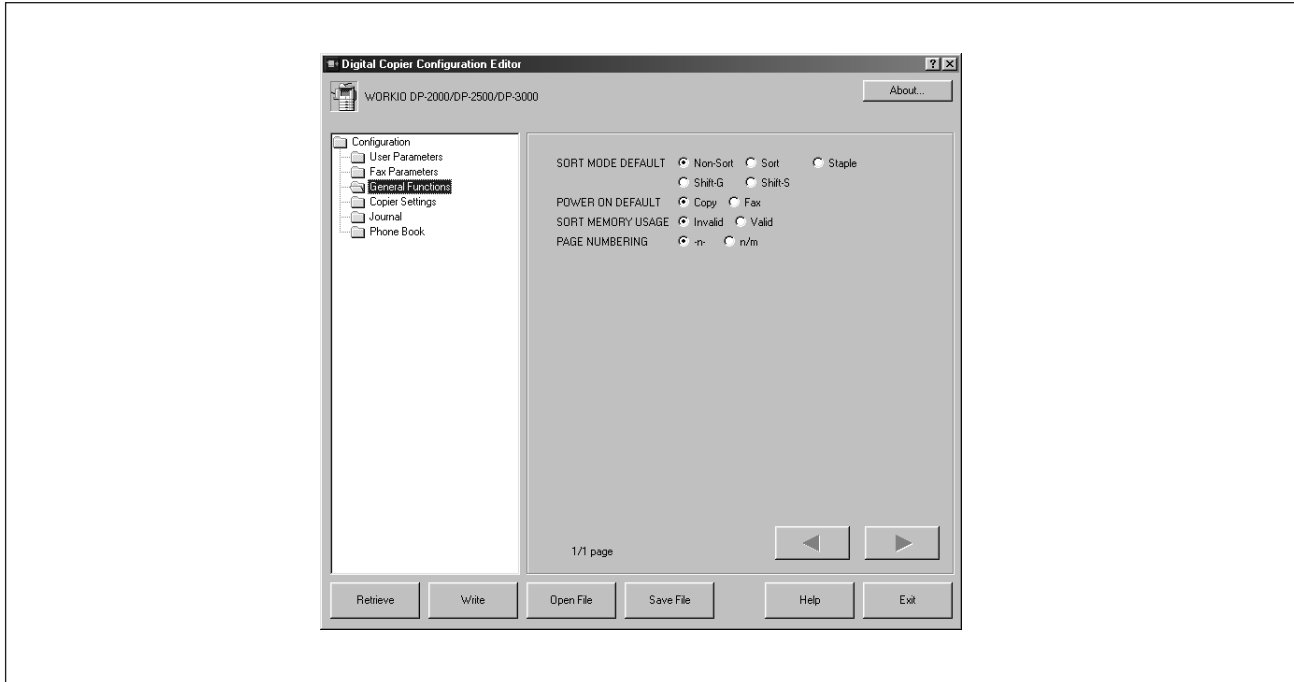 Digital Copier Configuration Editor
WORKIO DP-2000/DP-2500/DP-3000
About...
Configuration
User Parameters
Fax Parameters
General Functions
Copier Settings
Journal
Phone Book
SORT MODE DEFAULT Non-Sort Sort Staple
Shift-G Shift-S
POWER ON DEFAULT Copy Fax
SORT MEMORY USAGE Invalid Valid
PAGE NUMBERING -n- n/m
1/1 page
Retrieve Write Open File Save File Help Exit